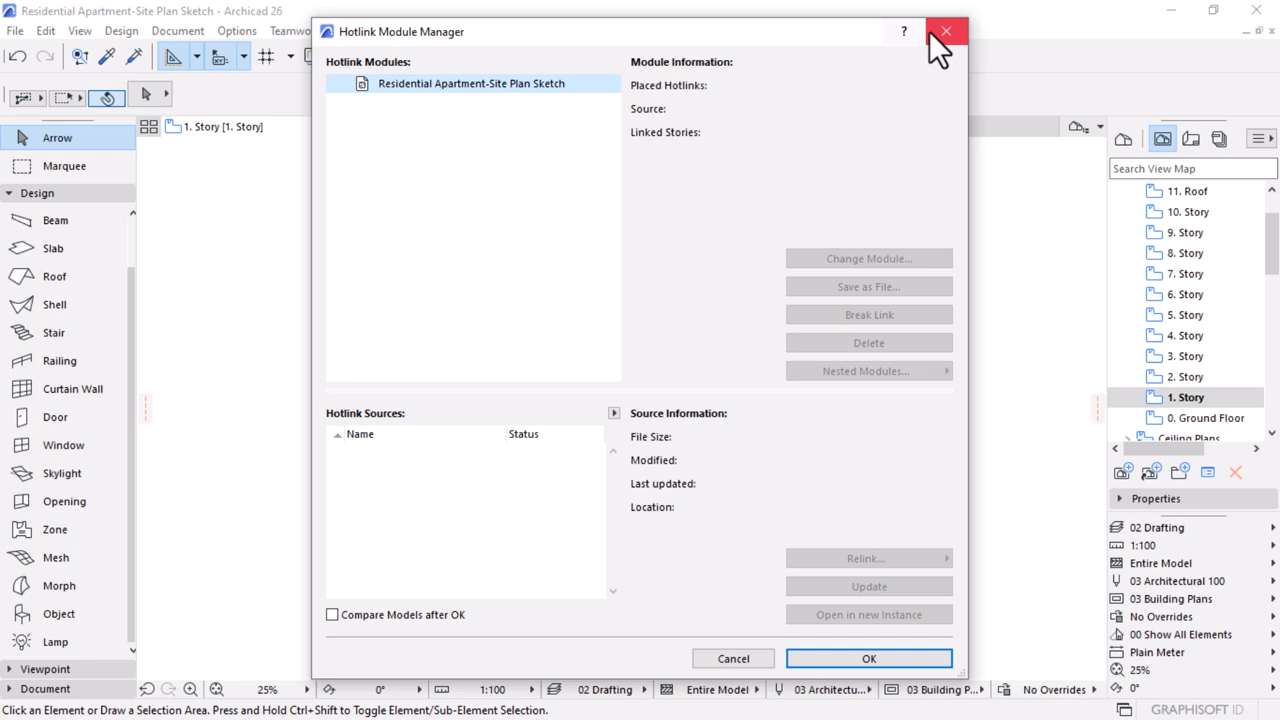 Residential Apartment-Site Plan Sketch - Archicad 26
File Edit View Design Document Options Teamwo
Hotlink Module Manager
?
Hotlink Modules:
Residential Apartment-Site Plan Sketch
Module Information:
Placed Hotlinks:
Source:
Linked Stories:
Change Module...
Save as File...
Break Link
Delete
Nested Modules...
Hotlink Sources:
Name Status
Source Information:
File Size:
Modified:
Last updated:
Location:
Relink...
Update
Open in new Instance
Compare Models after OK
Cancel OK
1. Story [1. Story]
Arrow
Marquee
Design
Beam
Slab
Roof
Shell
Stair
Railing
Curtain Wall
Door
Window
Skylight
Opening
Zone
Mesh
Morph
Object
Lamp
Viewpoint
Document
Search View Map
11. Roof
10. Story
9. Story
8. Story
7. Story
6. Story
5. Story
4. Story
3. Story
2. Story
1. Story
0. Ground Floor
Ceiling Plans
Properties
02 Drafting
1:100
Entire Model
03 Architectural 100
03 Building Plans
No Overrides
00 Show All Elements
Plain Meter
25%
0°
25% 0° 1:100 02 Drafting Entire Model 03 Architectu... 03 Building P... No Overrides
Click an Element or Draw a Selection Area. Press and Hold Ctrl+Shift to Toggle Element/Sub-Element Selection.
GRAPHISOFT ID